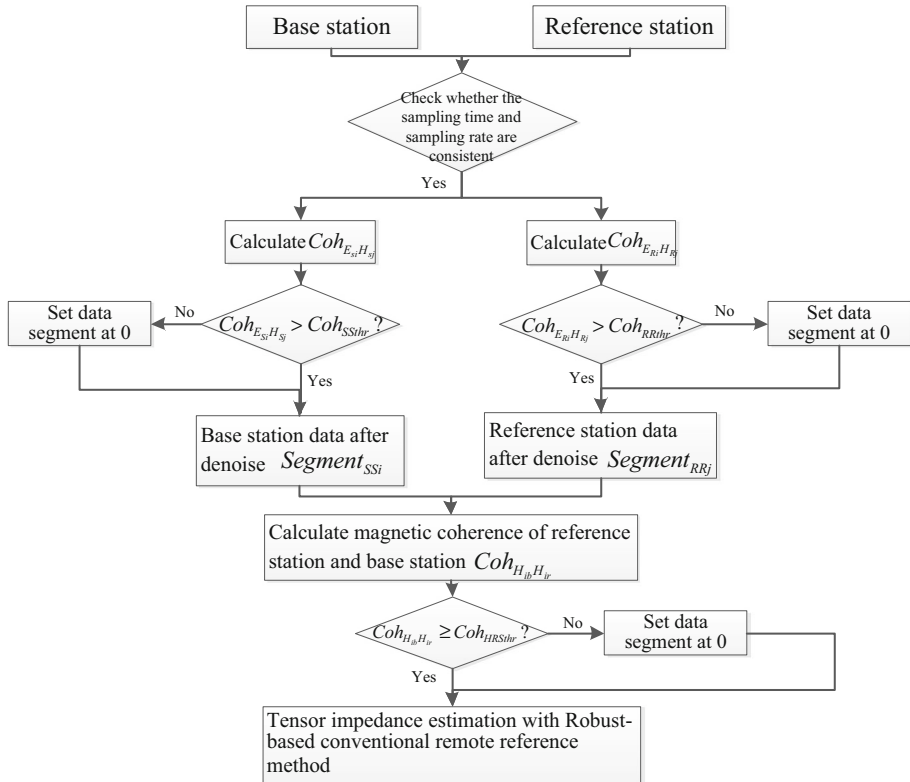 Base station
Reference station
Check whether the
sampling time and
sampling rate are
consistent
Yes
Calculate Coh_{E_{si}H_{sj}}
Calculate Coh_{E_{Ri}H_{Rj}}
Set data
segment at 0
No
Coh_{E_{Si}H_{Sj}} > Coh_{SSthr} ?
Coh_{E_{Ri}H_{Rj}} > Coh_{RRthr} ?
No
Set data
segment at 0
Yes
Yes
Base station data after
denoise Segment_{SSi}
Reference station data
after denoise Segment_{RRj}
Calculate magnetic coherence of reference
station and base station Coh_{H_{ib}H_{ir}}
Coh_{H_{ib}H_{ir}} ≥ Coh_{HRSthr} ?
No
Set data
segment at 0
Yes
Tensor impedance estimation with Robust-
based conventional remote reference
method